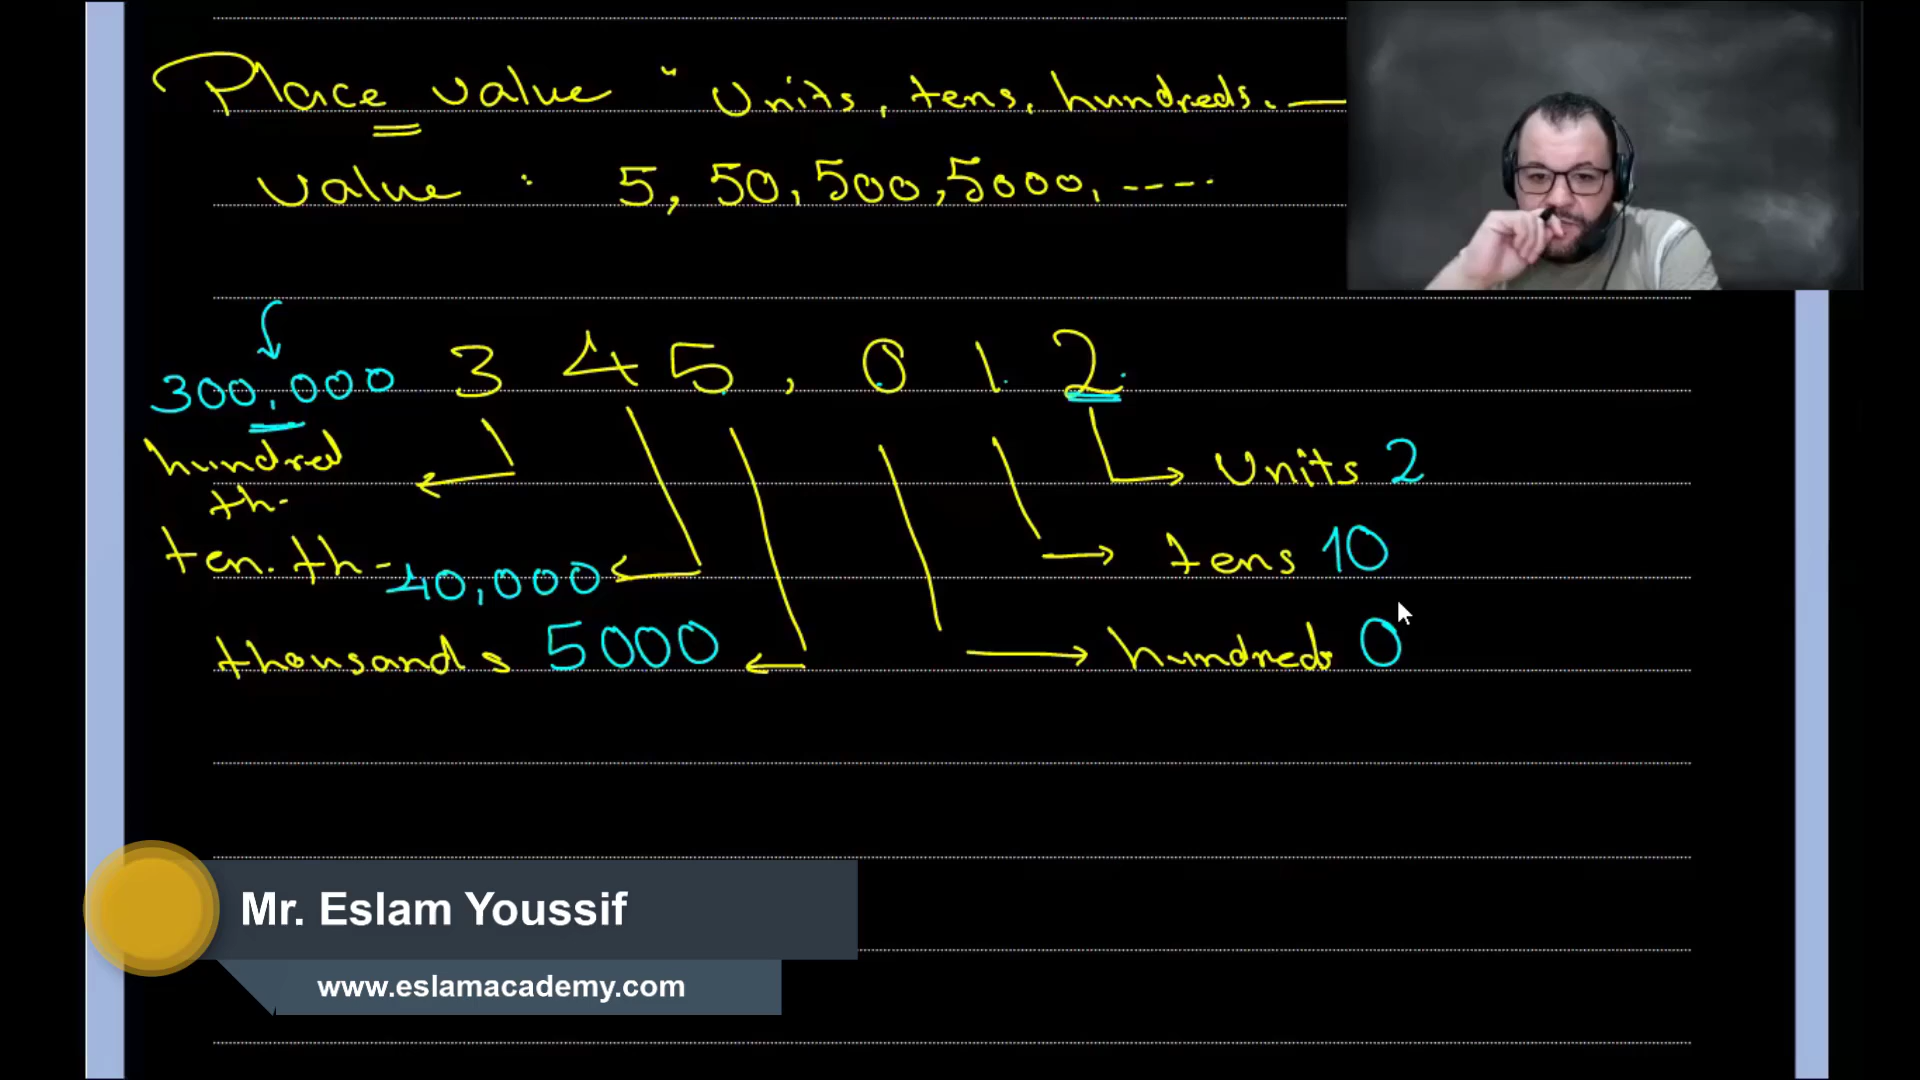 Place value " Units, tens, hundreds. —
value : 5, 50, 500, 5000, ----
300,000 3 4 5 , 0 1 2
hundred th-
Units 2
ten. th- 40,000
tens 10
thousands 5000
hundreds 0
Mr. Eslam Youssif
www.eslamacademy.com